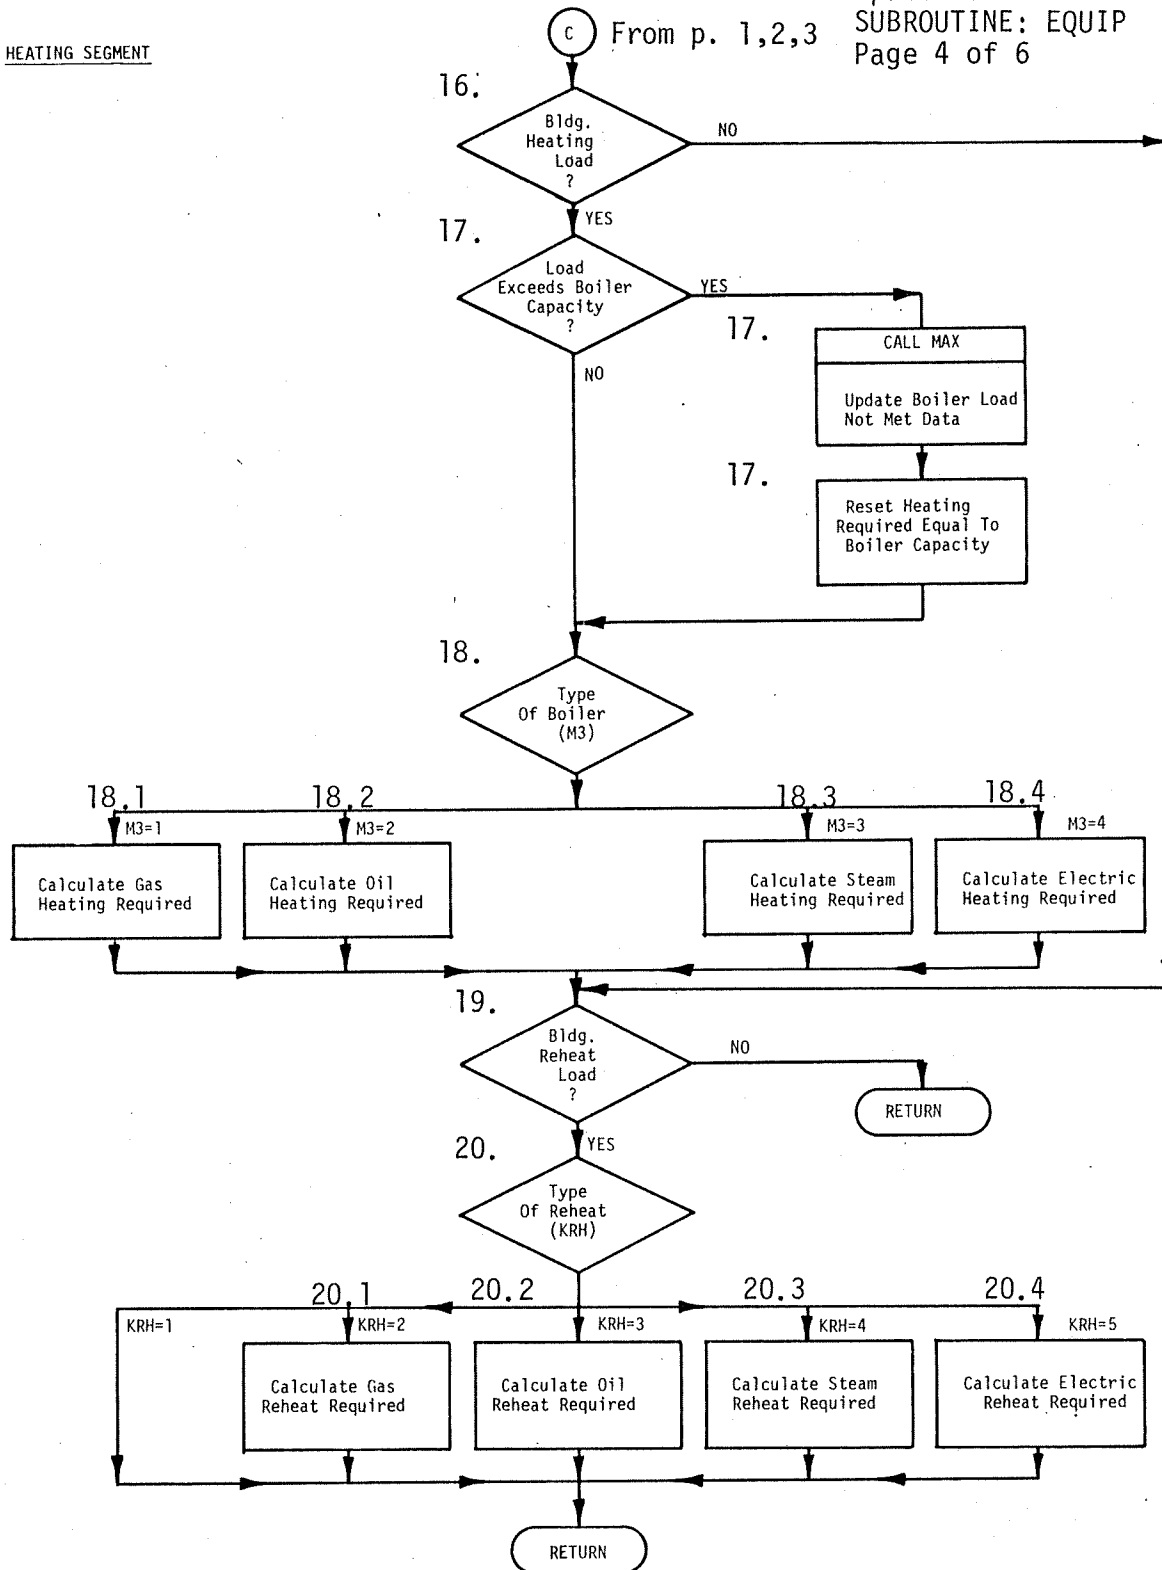 C From p. 1,2,3
SUBROUTINE: EQUIP
Page 4 of 6
HEATING SEGMENT
16.
Bldg.
Heating
Load
?
NO
YES
17.
Load
Exceeds Boiler
Capacity
?
YES
NO
17.
CALL MAX
Update Boiler Load
Not Met Data
17.
Reset Heating
Required Equal To
Boiler Capacity
18.
Type
Of Boiler
(M3)
18.1
18.2
18.3
18.4
M3=1
M3=2
M3=3
M3=4
Calculate Gas
Heating Required
Calculate Oil
Heating Required
Calculate Steam
Heating Required
Calculate Electric
Heating Required
19.
Bldg.
Reheat
Load
?
NO
RETURN
YES
20.
Type
Of Reheat
(KRH)
20.1
20.2
20.3
20.4
KRH=1
KRH=2
KRH=3
KRH=4
KRH=5
Calculate Gas
Reheat Required
Calculate Oil
Reheat Required
Calculate Steam
Reheat Required
Calculate Electric
Reheat Required
RETURN